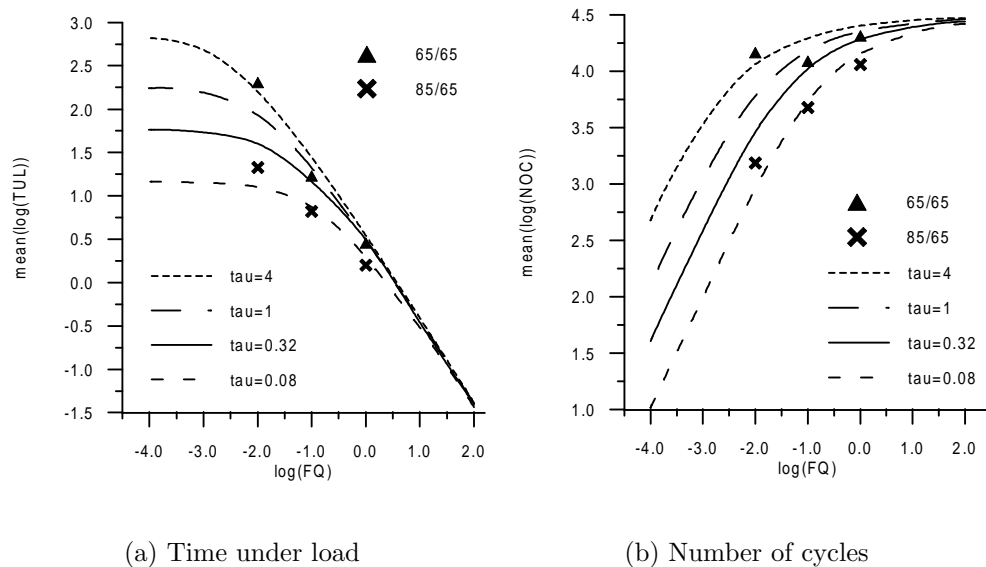 (a)
mean(log(TUL))
3.0
2.5
2.0
1.5
1.0
0.5
0.0
-0.5
-1.0
-1.5
65/65
85/65
tau=4
tau=1
tau=0.32
tau=0.08
-4.0 -3.0 -2.0 -1.0 0.0 1.0 2.0
log(FQ)
(b)
mean(log(NOC))
4.5
4.0
3.5
4.0
2.5
4.0
1.5
1.0
65/65
85/65
tau=4
tau=1
tau=0.32
tau=0.08
-4.0 -3.0 -2.0 -1.0 0.0 1.0 2.0
log(FQ)
(a) Time under load
(b) Number of cycles